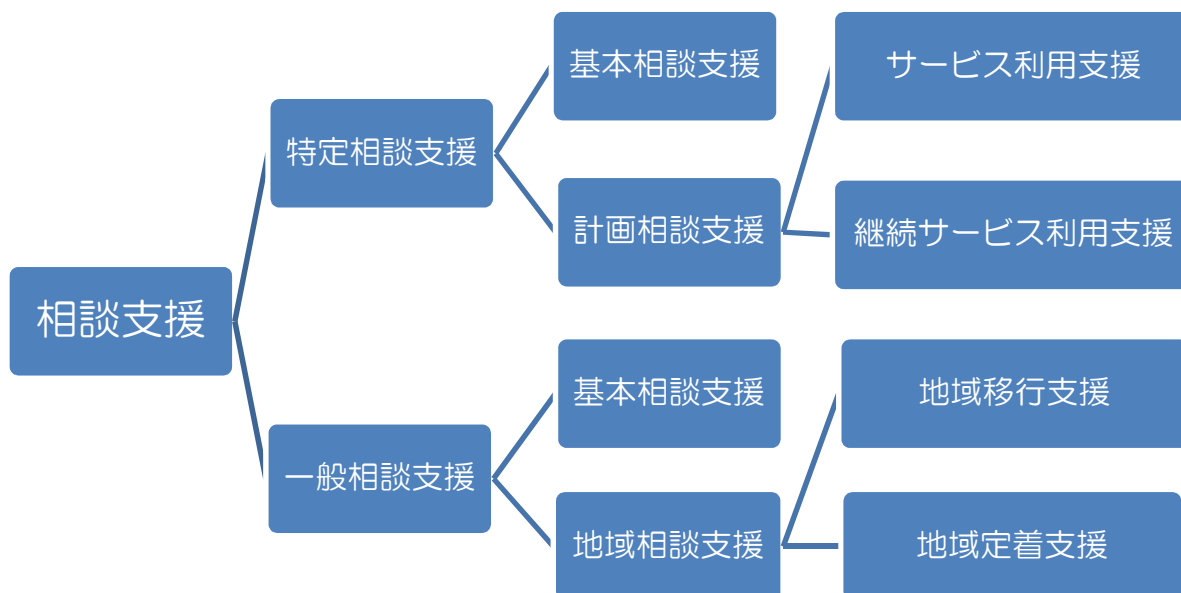 相談支援
特定相談支援
基本相談支援
計画相談支援
サービス利用支援
継続サービス利用支援
一般相談支援
基本相談支援
地域相談支援
地域移行支援
地域定着支援